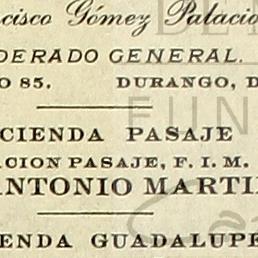 cisco Gómez Palacio
DERADO GENERAL.
O 85. DURANGO, D
CIENDA PASAJE
ACION PASAJE, F. I. M.
ANTONIO MARTI
ENDA GUADALUPE